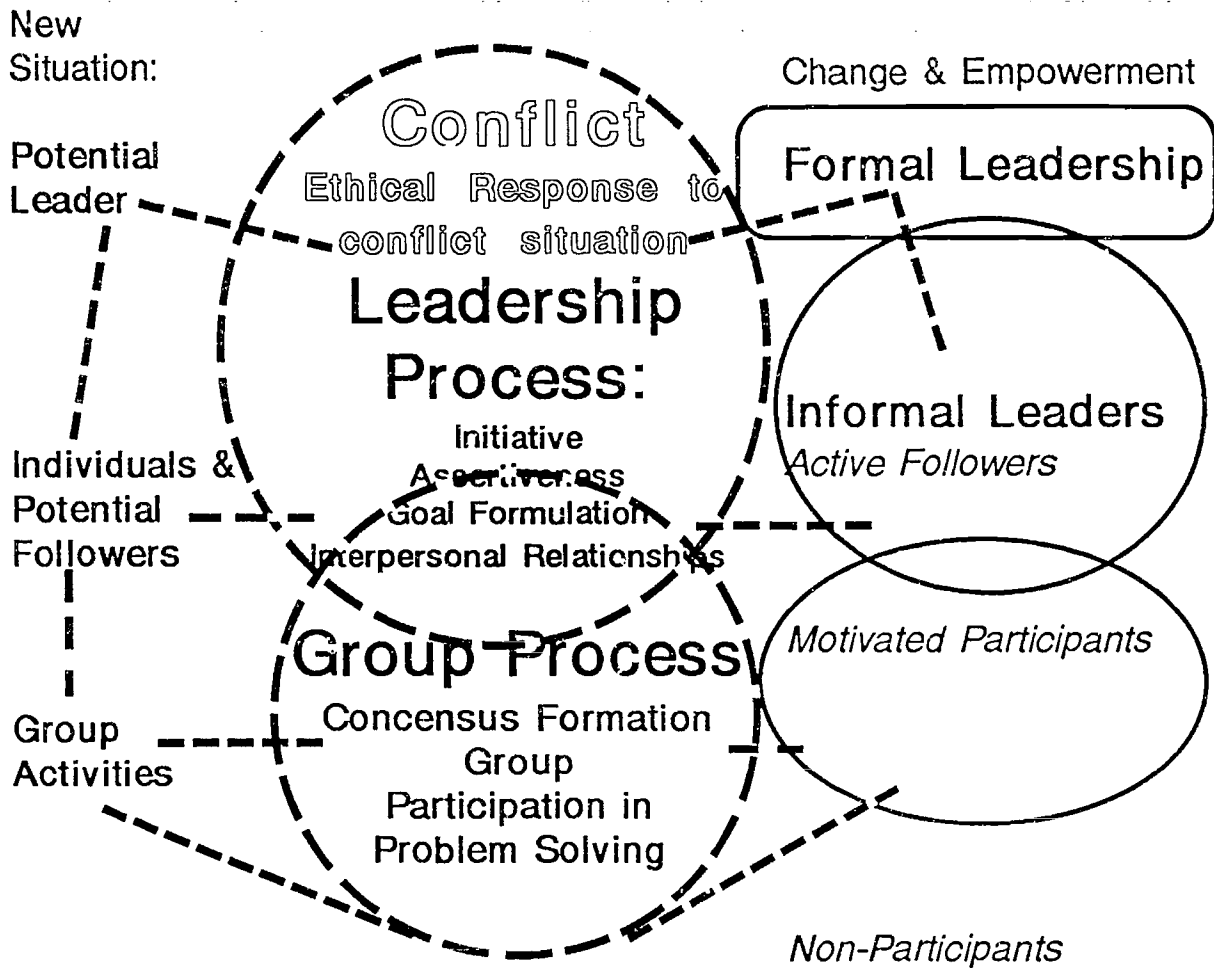 New
Situation:
Potential
Leader
Individuals &
Potential
Followers
Group
Activities
Conflict
Ethical Response to
conflict situation
Leadership
Process:
Initiative
Assertiveness
Goal Formulation
Interpersonal Relationships
Group Process
Concensus Formation
Group
Participation in
Problem Solving
Change & Empowerment
Formal Leadership
Informal Leaders
Active Followers
Motivated Participants
Non-Participants